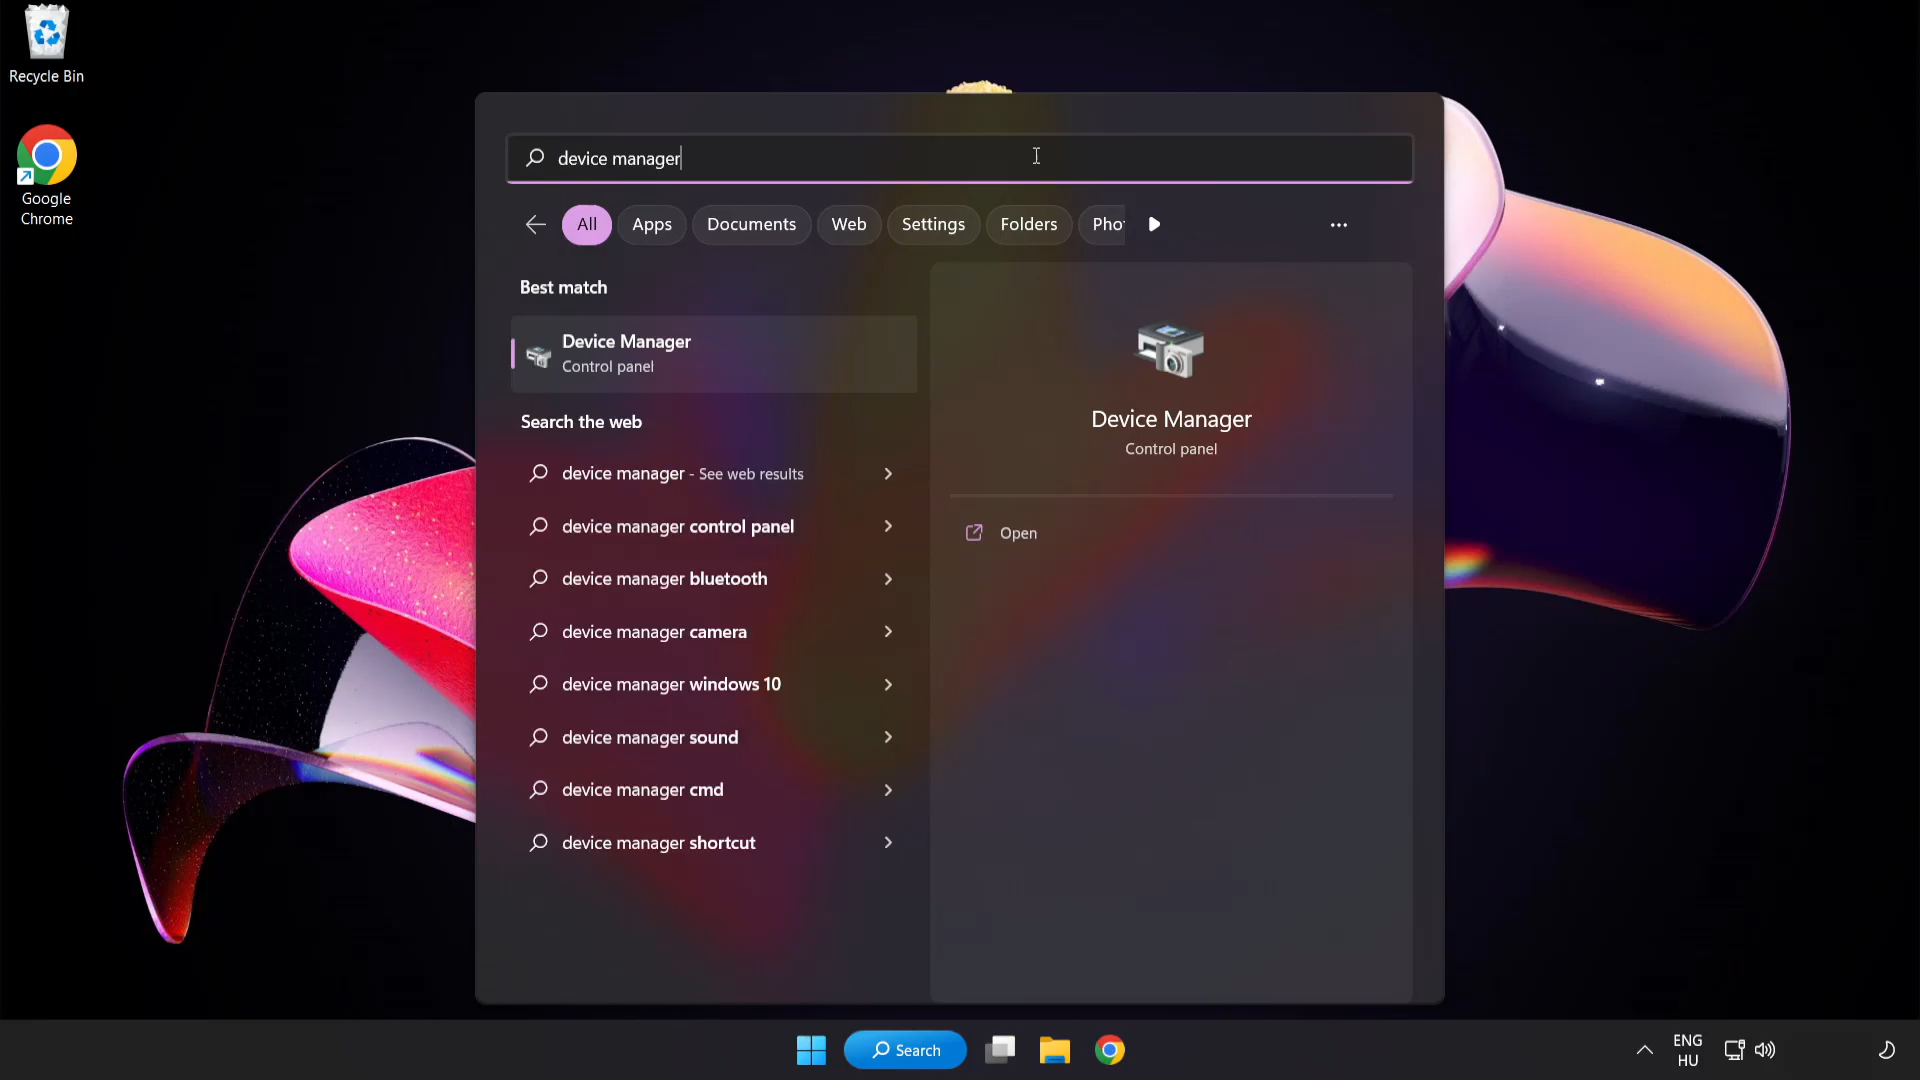 Recycle Bin
Google
Chrome
device manager
All
Apps
Documents
Web
Settings
Folders
Best match
Device Manager
Control panel
Search the web
device manager - See web results
device manager control panel
device manager bluetooth
device manager camera
device manager windows 10
device manager sound
device manager cmd
device manager shortcut
Device Manager
Control panel
Open
Search
ENG
HU